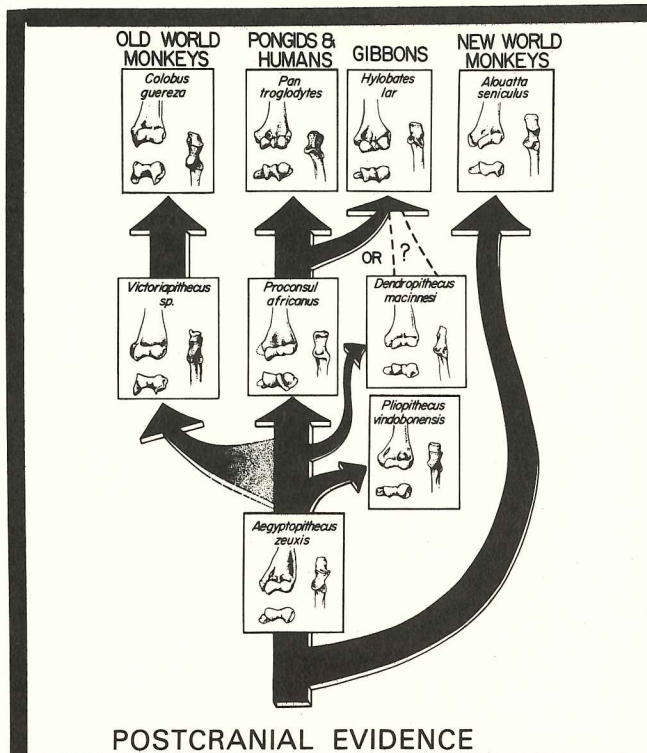 OLD WORLD
MONKEYS
PONGIDS &
HUMANS
GIBBONS
NEW WORLD
MONKEYS
Colobus
guereza
Pan
troglodytes
Hylobates
lar
Alouatta
seniculus
OR ?
Victoriapithecus
sp.
Proconsul
africanus
Dendropithecus
macinnesi
Pliopithecus
vindobonensis
Aegyptopithecus
zeuxis
POSTCRANIAL EVIDENCE